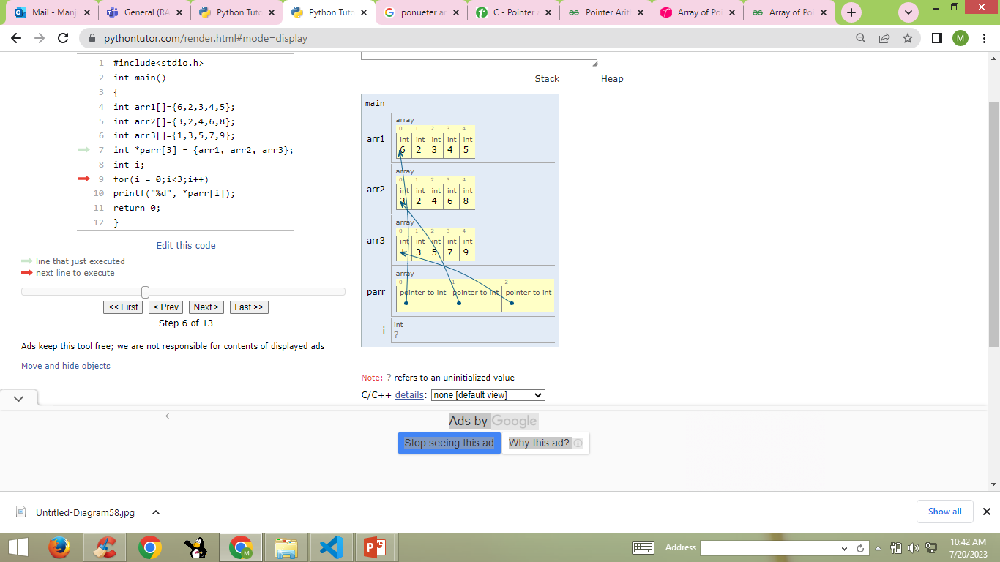 Mail - Manj
General (RA
Python Tuto
Python Tuto
ponueter ar
C - Pointer a
Pointer Arit
Array of Po
Array of Poi
pythontutor.com/render.html#mode=display
M
1 #include<stdio.h>
2 int main()
3 {
4 int arr1[]={6,2,3,4,5};
5 int arr2[]={3,2,4,6,8};
6 int arr3[]={1,3,5,7,9};
7 int *parr[3] = {arr1, arr2, arr3};
8 int i;
9 for(i = 0;i<3;i++)
10 printf("%d", *parr[i]);
11 return 0;
12 }
Edit this code
line that just executed
next line to execute
<< First < Prev Next > Last >>
Step 6 of 13
Ads keep this tool free; we are not responsible for contents of displayed ads
Move and hide objects
Stack Heap
main
array
0 1 2 3 4
arr1 int int int int int
6 2 3 4 5
array
0 1 2 3 4
arr2 int int int int int
3 2 4 6 8
array
0 1 2 3 4
arr3 int int int int int
1 3 5 7 9
array
0 1 2
parr pointer to int pointer to int pointer to int
int
i ?
Note: ? refers to an uninitialized value
C/C++ details: none [default view]
Ads by Google
Stop seeing this ad Why this ad?
Untitled-Diagram58.jpg
Show all
Address
10:42 AM
7/20/2023